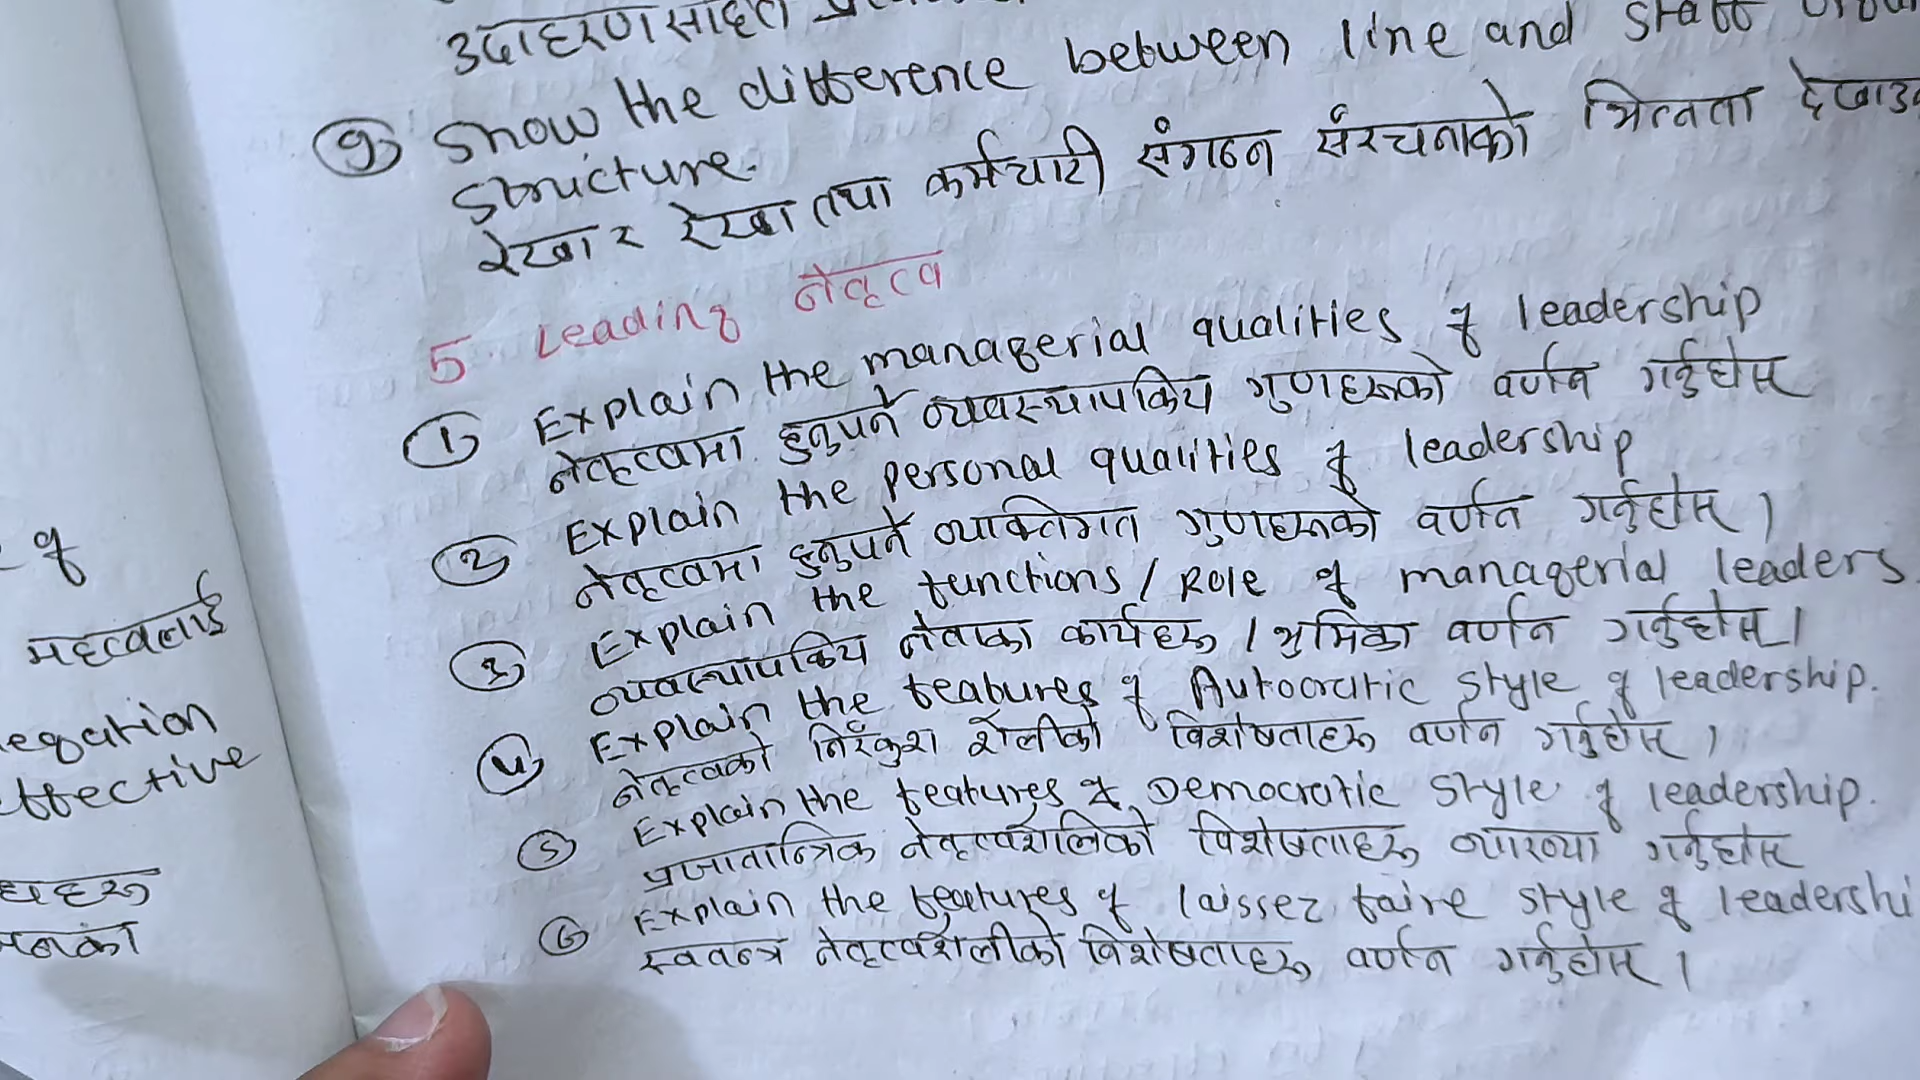 उदाहरण सहित
9) Show the difference between line and staff
structure.
रेखा र रेखा तथा कर्मचारी संगठन संरचनाको भिन्नता
5. Leading नेतृत्व
1) Explain the managerial qualities of leadership
नेतृत्वमा हुनुपर्ने व्यवस्थापकिय गुणहरूको वर्णन गर्नुहोस्
2) Explain the personal qualities of leadership
नेतृत्वमा हुनुपर्ने व्यक्तिगत गुणहरूको वर्णन गर्नुहोस् ।
3) Explain the functions / Role of managerial leaders.
व्यवस्थापकिय नेताका कार्यहरू / भुमिका वर्णन गर्नुहोस् ।
4) Explain the features of Autocratic style of leadership.
नेतृत्वको निरँकुश शैलीको विशेषताहरू वर्णन गर्नुहोस् ।
5) Explain the features of Democratic style of leadership.
प्रजातान्त्रिक नेतृत्वशैलिको विशेषताहरू व्याख्या गर्नुहोस्
6) Explain the features of laissez faire style of leadershi
स्वतन्त्र नेतृत्वशैलीको विशेषताहरू वर्णन गर्नुहोस् ।
of
महत्वलाई
egation
ffective